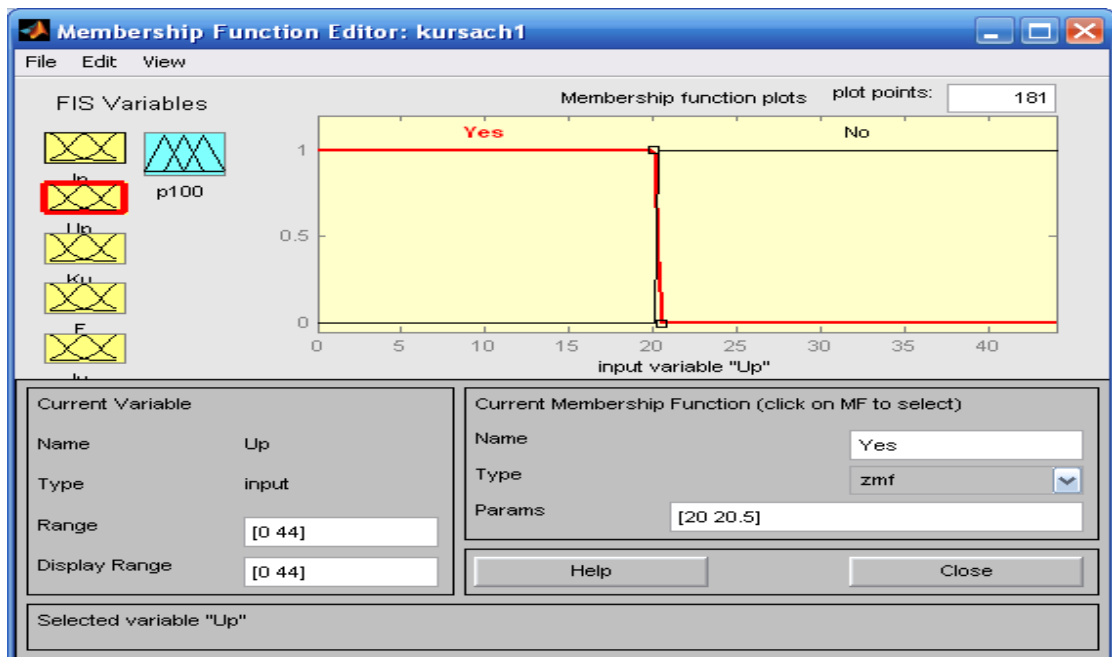 Membership Function Editor: kursach1
File Edit View
FIS Variables
Membership function plots
plot points:
181
In
p100
Up
Ku
F
Yes
No
1
0.5
0
0 5 10 15 20 25 30 35 40
input variable "Up"
Current Variable
Name Up
Type input
Range [0 44]
Display Range [0 44]
Current Membership Function (click on MF to select)
Name Yes
Type zmf
Params [20 20.5]
Help
Close
Selected variable "Up"